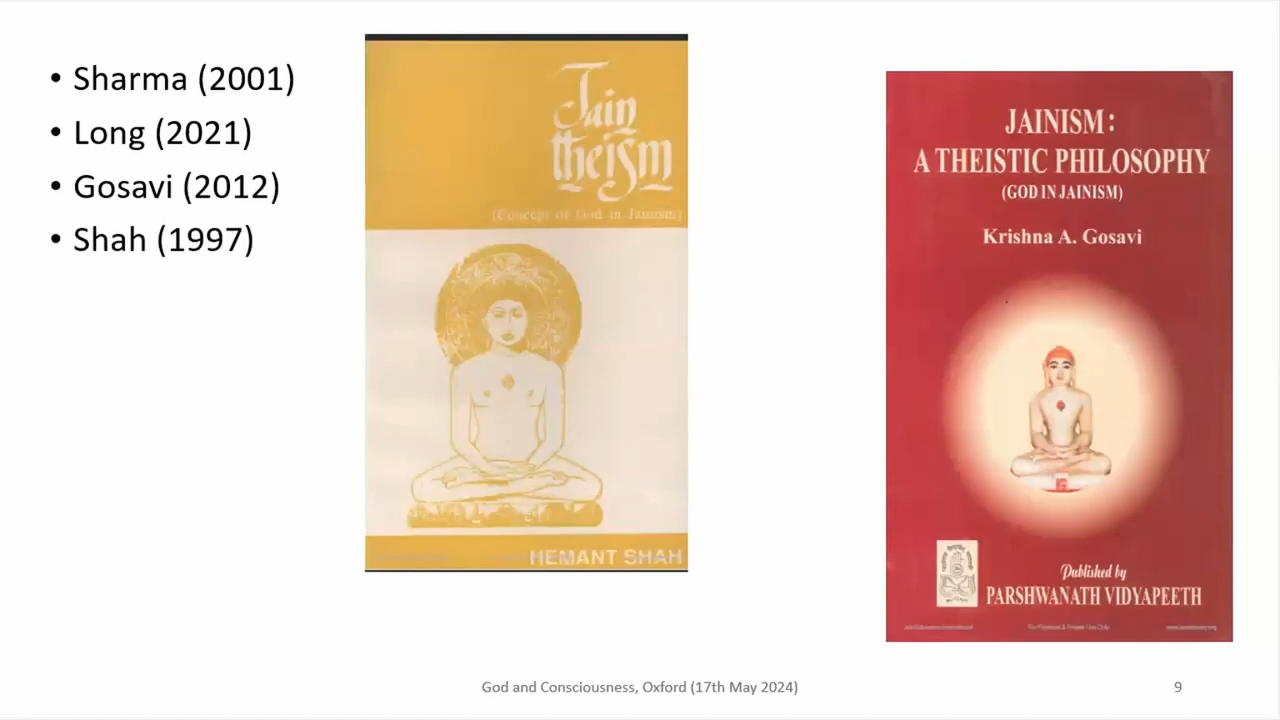 • Sharma (2001)
• Long (2021)
• Gosavi (2012)
• Shah (1997)
Jain
theism
(Concept of God in Jainism)
HEMANT SHAH
JAINISM:
A THEISTIC PHILOSOPHY
(GOD IN JAINISM)
Krishna A. Gosavi
Published by
PARSHWANATH VIDYAPEETH
God and Consciousness, Oxford (17th May 2024)
9